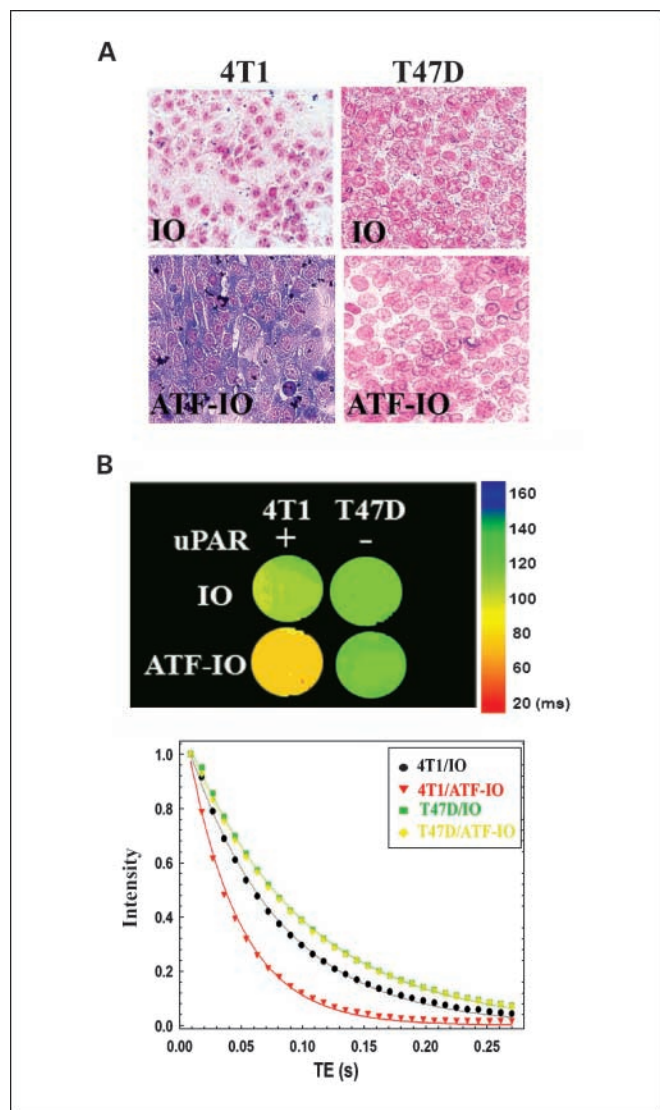 A
4T1 T47D
IO IO
ATF-IO ATF-IO
B
4T1 T47D
uPAR + -
IO
ATF-IO
160
140
120
100
80
60
20 (ms)
1.0
0.8
0.6
0.4
0.2
0.0
Intensity
4T1/IO
4T1/ATF-IO
T47D/IO
T47D/ATF-IO
0.00 0.05 0.10 0.15 0.20 0.25
TE (s)